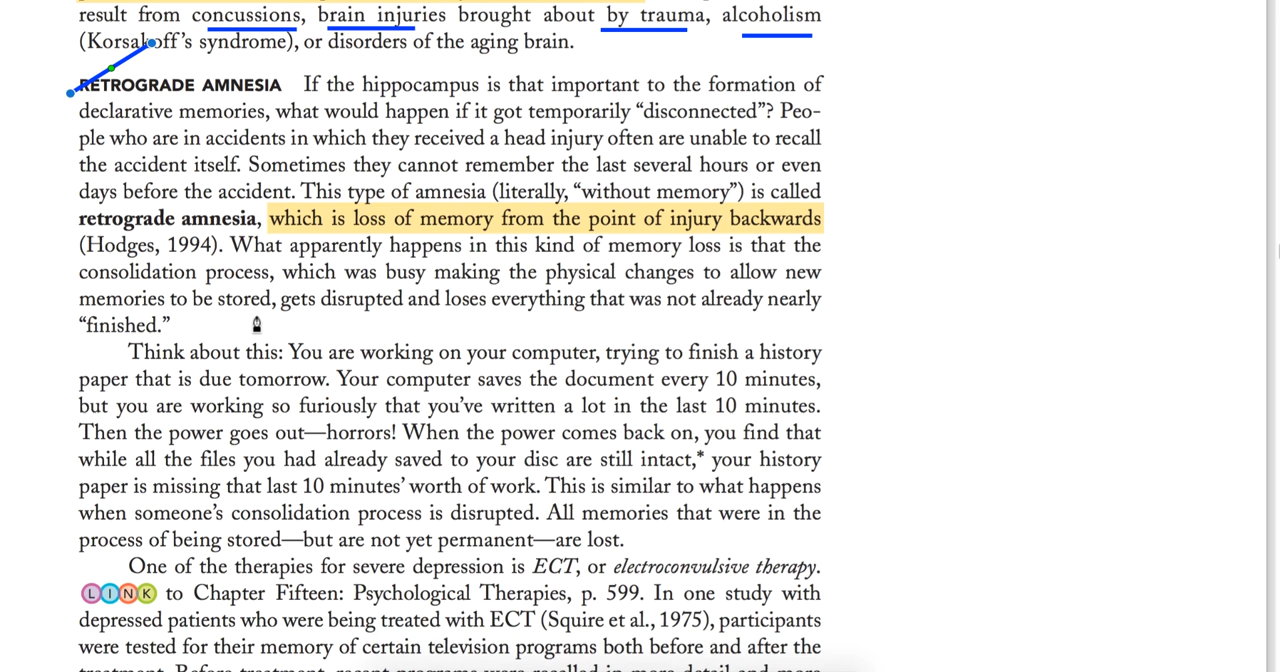 result from concussions, brain injuries brought about by trauma, alcoholism
(Korsakoff’s syndrome), or disorders of the aging brain.
RETROGRADE AMNESIA If the hippocampus is that important to the formation of
declarative memories, what would happen if it got temporarily “disconnected”? Peo-
ple who are in accidents in which they received a head injury often are unable to recall
the accident itself. Sometimes they cannot remember the last several hours or even
days before the accident. This type of amnesia (literally, “without memory”) is called
retrograde amnesia, which is loss of memory from the point of injury backwards
(Hodges, 1994). What apparently happens in this kind of memory loss is that the
consolidation process, which was busy making the physical changes to allow new
memories to be stored, gets disrupted and loses everything that was not already nearly
“finished.”
Think about this: You are working on your computer, trying to finish a history
paper that is due tomorrow. Your computer saves the document every 10 minutes,
but you are working so furiously that you’ve written a lot in the last 10 minutes.
Then the power goes out—horrors! When the power comes back on, you find that
while all the files you had already saved to your disc are still intact,* your history
paper is missing that last 10 minutes’ worth of work. This is similar to what happens
when someone’s consolidation process is disrupted. All memories that were in the
process of being stored—but are not yet permanent—are lost.
One of the therapies for severe depression is ECT, or electroconvulsive therapy.
LINK to Chapter Fifteen: Psychological Therapies, p. 599. In one study with
depressed patients who were being treated with ECT (Squire et al., 1975), participants
were tested for their memory of certain television programs both before and after the